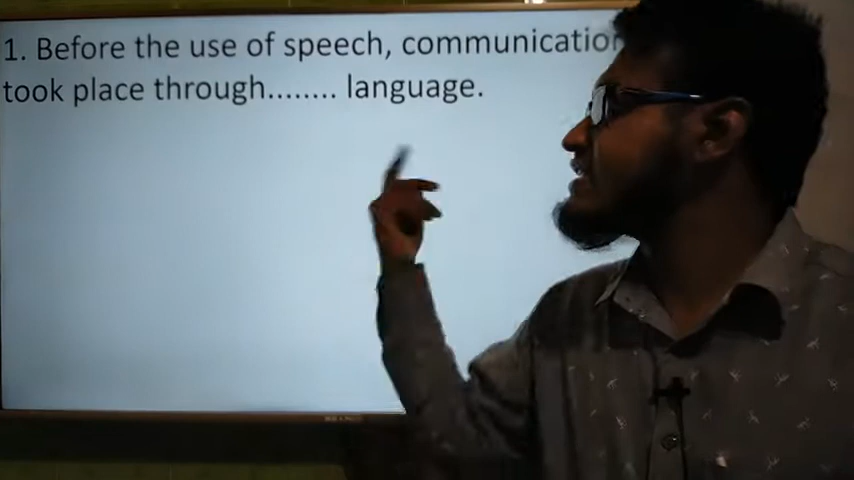 1. Before the use of speech, communication
took place through........ language.